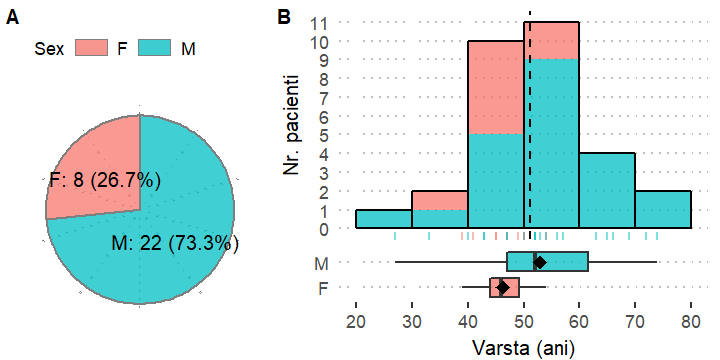 A
Sex F M
F: 8 (26.7%)
M: 22 (73.3%)
B
Nr. pacienti
11
10
9
8
7
6
5
4
3
2
1
0
M
F
20 30 40 50 60 70 80
Varsta (ani)